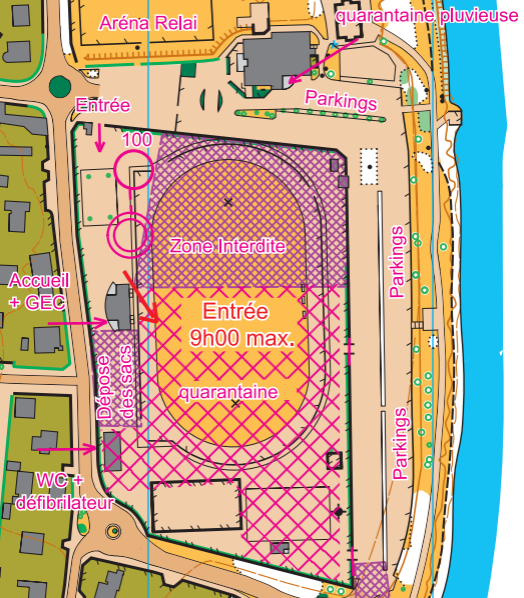 quarantaine pluvieuse
Aréna Relai
Parkings
Entrée
100
Zone Interdite
Parkings
Accueil
+ GEC
Entrée
9h00 max.
Dépose
des sacs
quarantaine
Parkings
WC +
défibrilateur